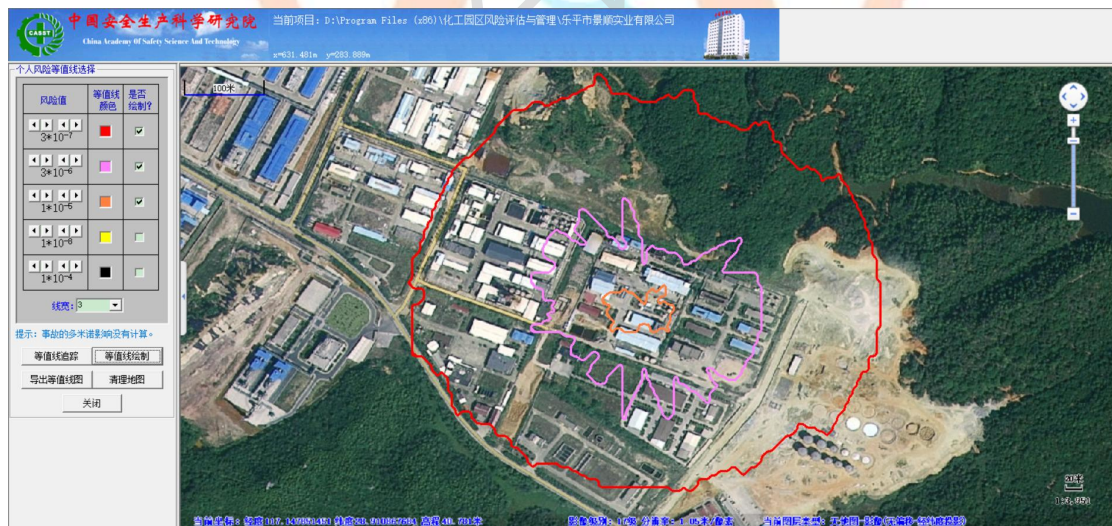 中国安全生产科学研究院
China Academy Of Safety Science And Technology
CASST
当前项目: D:\Program Files (x86)\化工园区风险评估与管理\乐平市景顺实业有限公司
x=631.481m y=283.889m
个人风险等值线选择
风险值 等值线颜色 是否绘制?
3*10⁻⁷
3*10⁻⁶
1*10⁻⁵
1*10⁻⁸
1*10⁻⁴
线宽: 3
提示: 事故的多米诺影响没有计算。
等值线追踪 等值线绘制
导出等值线图 清理地图
关闭
100米